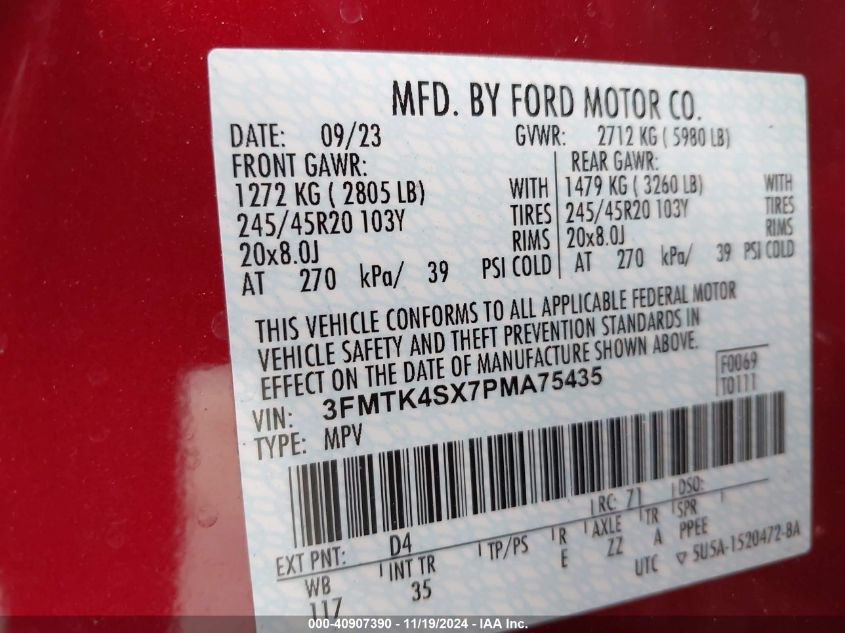 MFD. BY FORD MOTOR CO.
DATE: 09/23 GVWR: 2712 KG ( 5980 LB)
FRONT GAWR: REAR GAWR:
1272 KG ( 2805 LB) WITH 1479 KG ( 3260 LB) WITH
245/45R20 103Y TIRES 245/45R20 103Y TIRES
20x8.0J RIMS 20x8.0J RIMS
AT 270 kPa/ 39 PSI COLD AT 270 kPa/ 39 PSI COLD
THIS VEHICLE CONFORMS TO ALL APPLICABLE FEDERAL MOTOR
VEHICLE SAFETY AND THEFT PREVENTION STANDARDS IN
EFFECT ON THE DATE OF MANUFACTURE SHOWN ABOVE.
F0069
VIN: 3FMTK4SX7PMA75435 T0111
TYPE: MPV
EXT PNT: D4 RC: 71 DSO:
WB INT TR TP/PS R AXLE TR SPR
117 35 E ZZ A PPEE
UTC ▽ 5U5A-1520472-BA
000-40907390 - 11/19/2024 - IAA Inc.